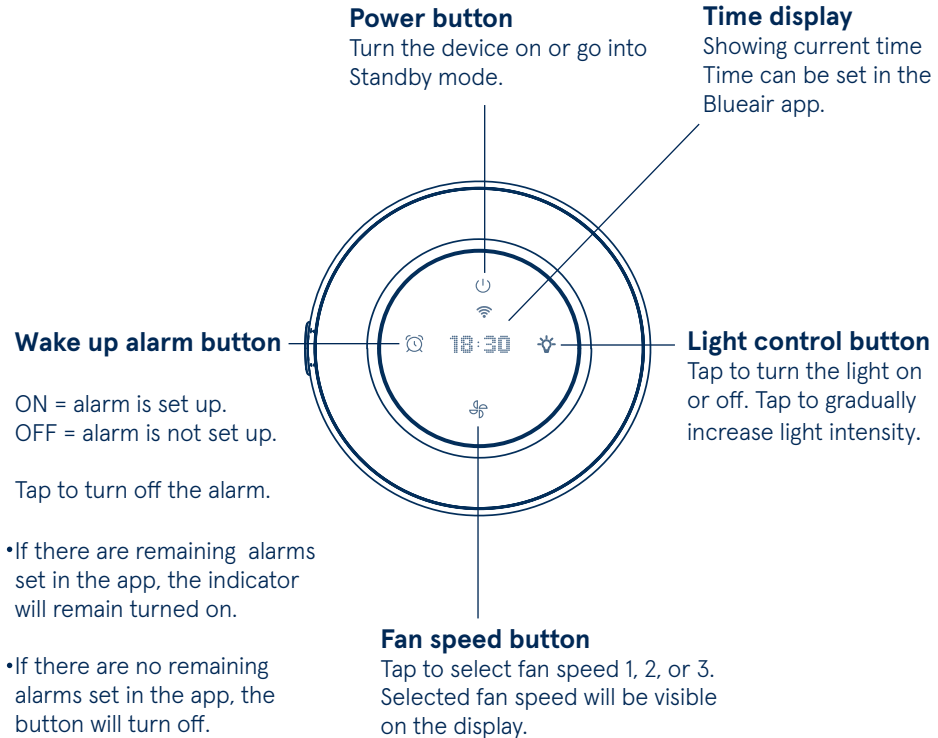 Power button
Turn the device on or go into
Standby mode.
Time display
Showing current time
Time can be set in the
Blueair app.
18:30
Wake up alarm button
ON = alarm is set up.
OFF = alarm is not set up.
Tap to turn off the alarm.
•If there are remaining alarms
set in the app, the indicator
will remain turned on.
•If there are no remaining
alarms set in the app, the
button will turn off.
Light control button
Tap to turn the light on
or off. Tap to gradually
increase light intensity.
Fan speed button
Tap to select fan speed 1, 2, or 3.
Selected fan speed will be visible
on the display.